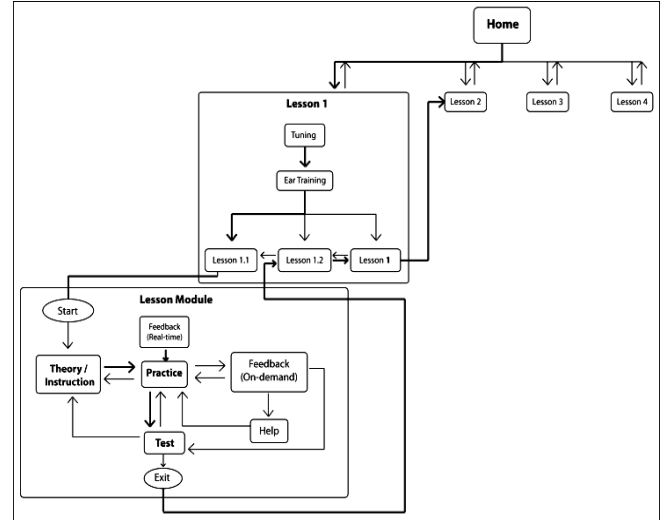 Home
Lesson 1
Lesson 2
Lesson 3
Lesson 4
Tuning
Ear Training
Lesson 1.1
Lesson 1.2
Lesson 1
Lesson Module
Start
Feedback
(Real-time)
Theory /
Instruction
Practice
Feedback
(On-demand)
Help
Test
Exit